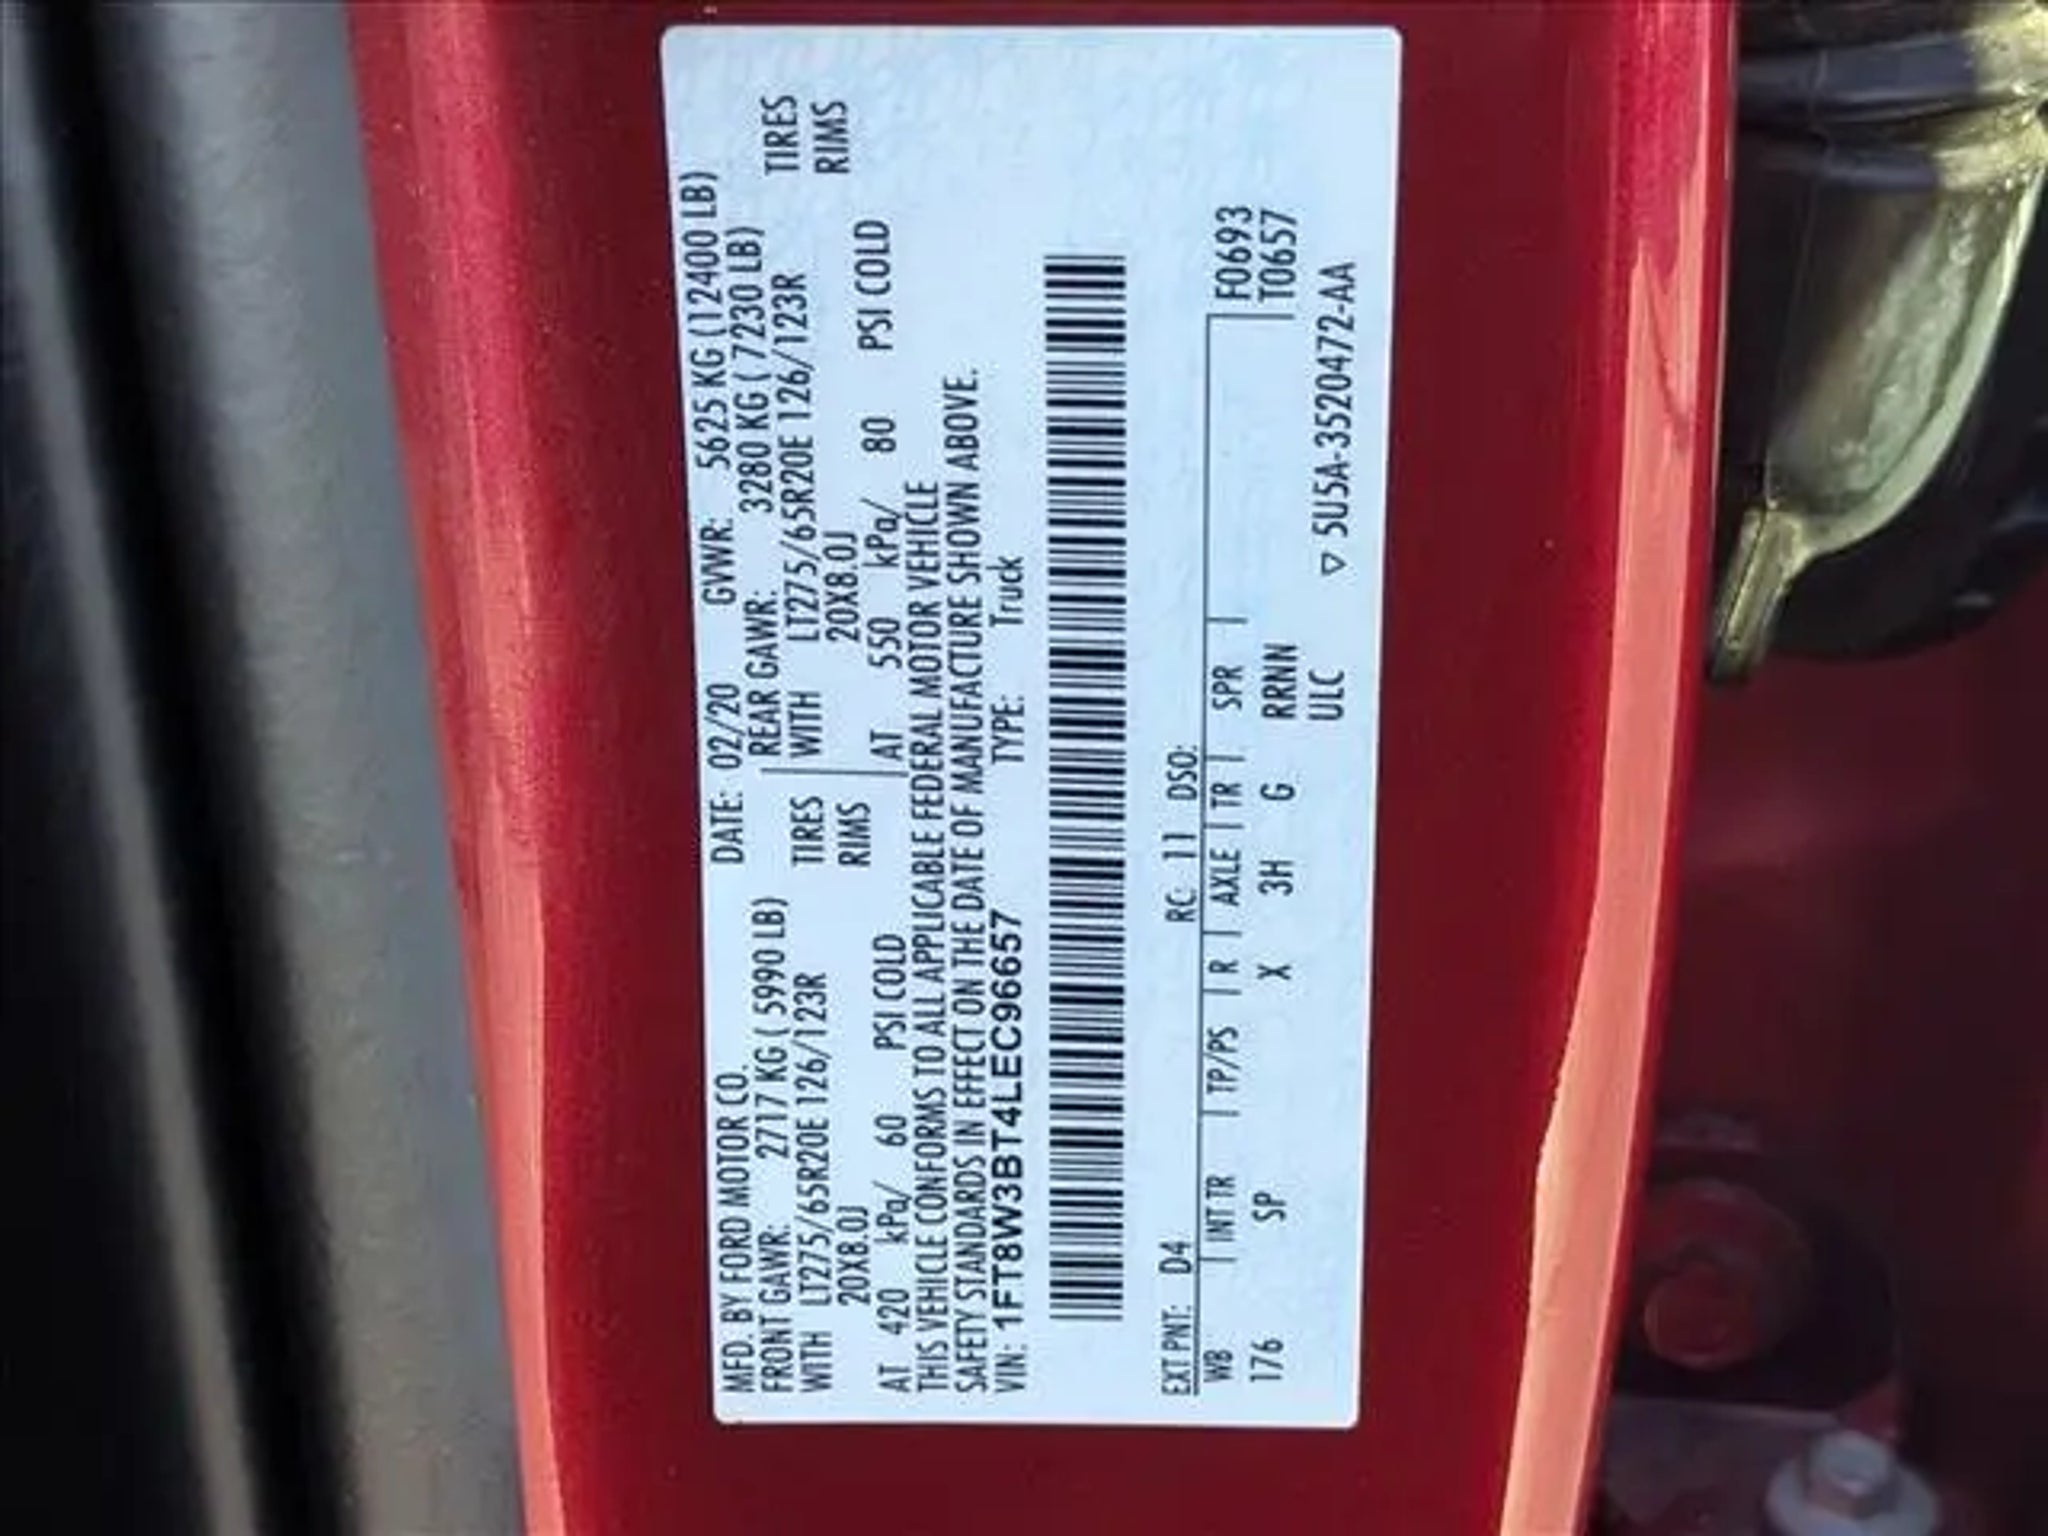 MFD. BY FORD MOTOR CO. DATE: 02/20 GVWR: 5625 KG (12400 LB)
FRONT GAWR: 2717 KG ( 5990 LB) REAR GAWR: 3280 KG ( 7230 LB)
WITH LT275/65R20E 126/123R TIRES WITH LT275/65R20E 126/123R TIRES
20X8.0J RIMS 20X8.0J RIMS
AT 420 kPa/ 60 PSI COLD AT 550 kPa/ 80 PSI COLD
THIS VEHICLE CONFORMS TO ALL APPLICABLE FEDERAL MOTOR VEHICLE
SAFETY STANDARDS IN EFFECT ON THE DATE OF MANUFACTURE SHOWN ABOVE.
VIN: 1FT8W3BT4LEC96657 TYPE: Truck
EXT PNT: D4 RC: 11 DSO:
WB INT TR TP/PS R AXLE TR SPR F0693
176 SP X 3H G RRNN T0657
ULC ▽ 5U5A-3520472-AA